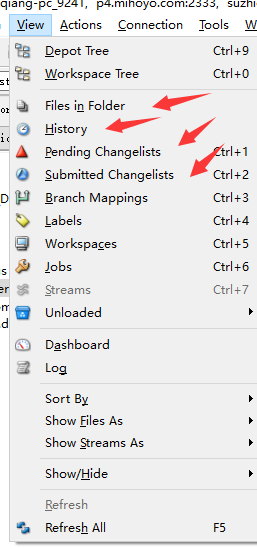 qiang-pc_9241, p4.mihoyo.com:2333, suzhi
View Actions Connection Tools W
Depot Tree Ctrl+9
Workspace Tree Ctrl+0
Files in Folder
History
Pending Changelists Ctrl+1
Submitted Changelists Ctrl+2
Branch Mappings Ctrl+3
Labels Ctrl+4
Workspaces Ctrl+5
Jobs Ctrl+6
Streams Ctrl+7
Unloaded
Dashboard
Log
Sort By
Show Files As
Show Streams As
Show/Hide
Refresh
Refresh All F5